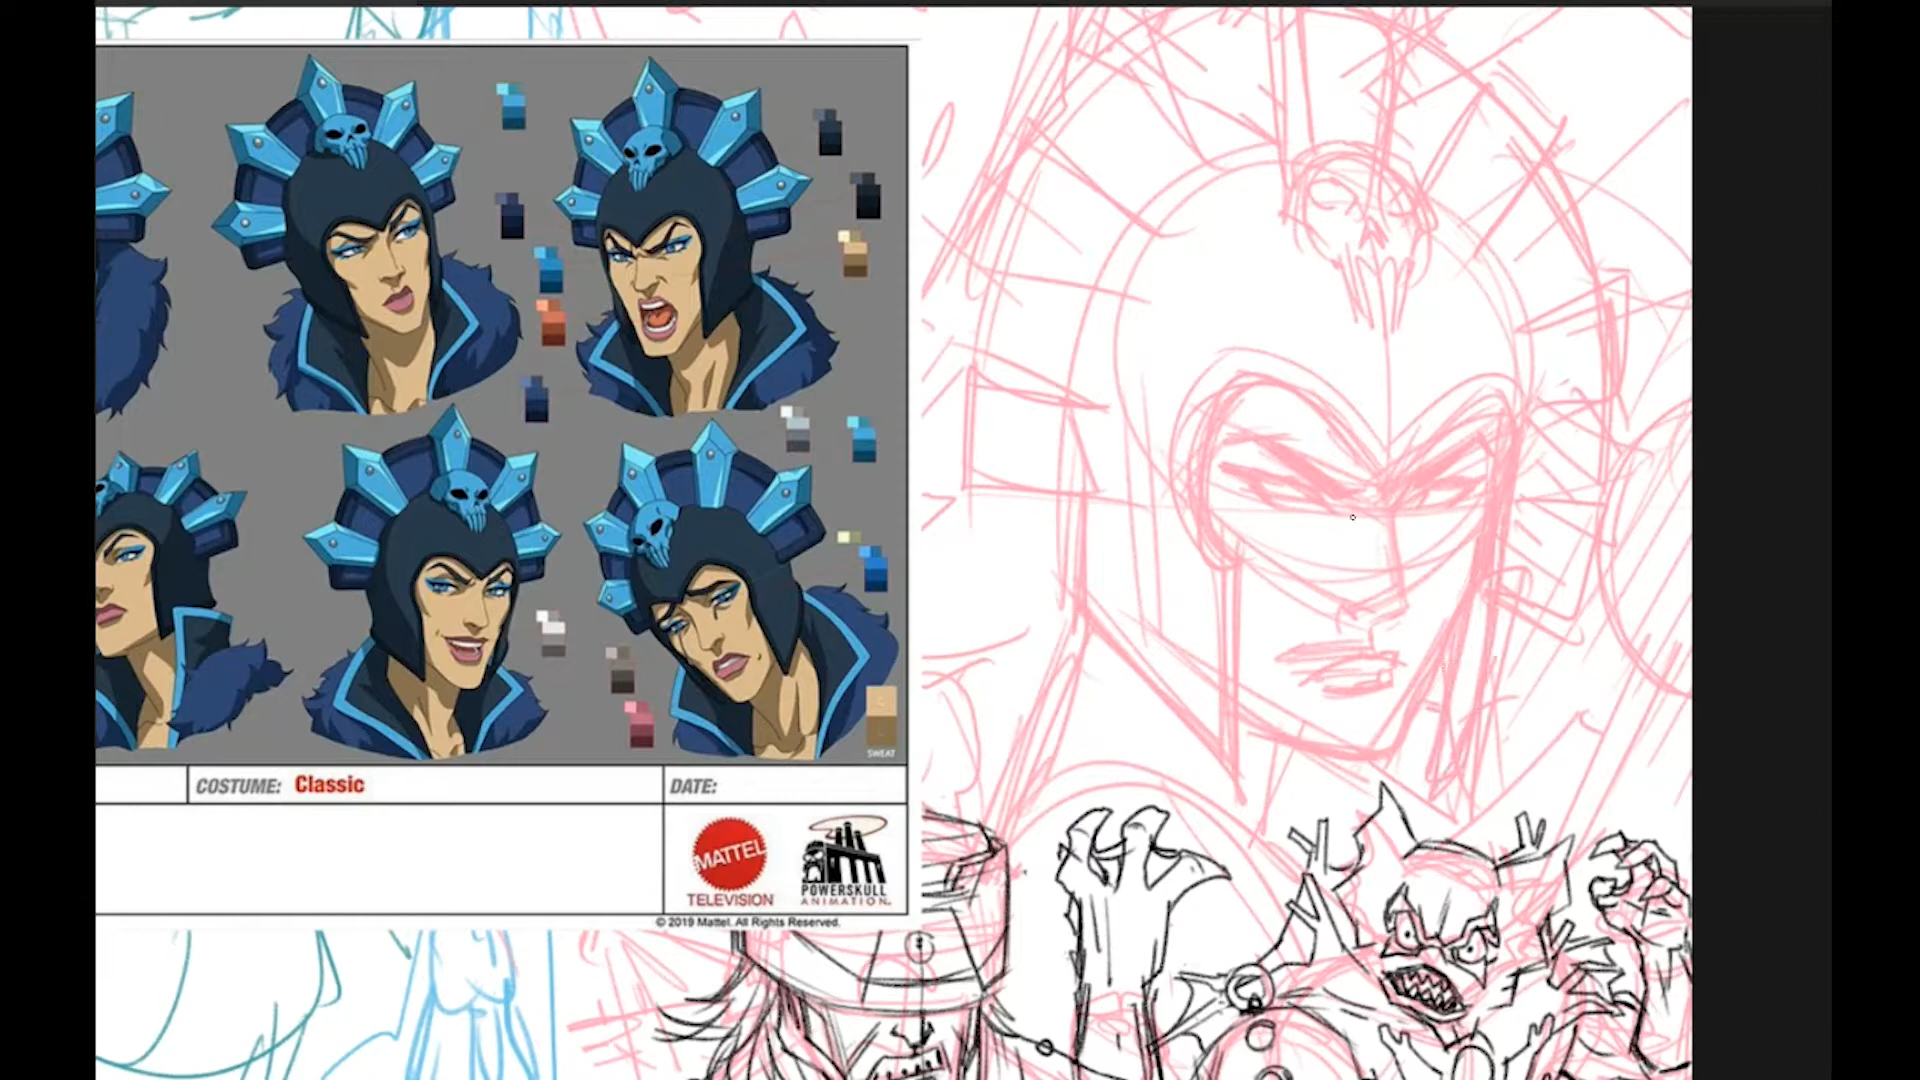 SWEAT
COSTUME: Classic
DATE:
MATTEL
TELEVISION
POWERSKULL
ANIMATION.
© 2019 Mattel. All Rights Reserved.